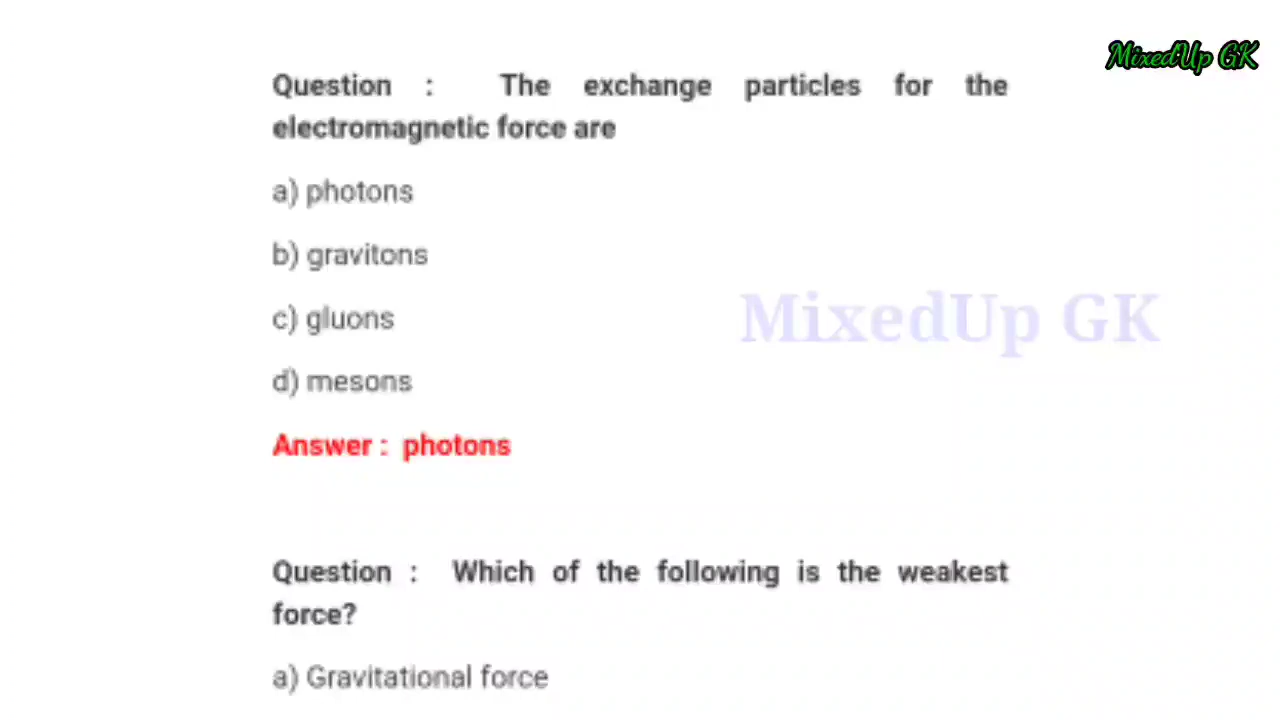 MixedUp GK
Question : The exchange particles for the
electromagnetic force are
a) photons
b) gravitons
c) gluons
MixedUp GK
d) mesons
Answer : photons
Question : Which of the following is the weakest
force?
a) Gravitational force